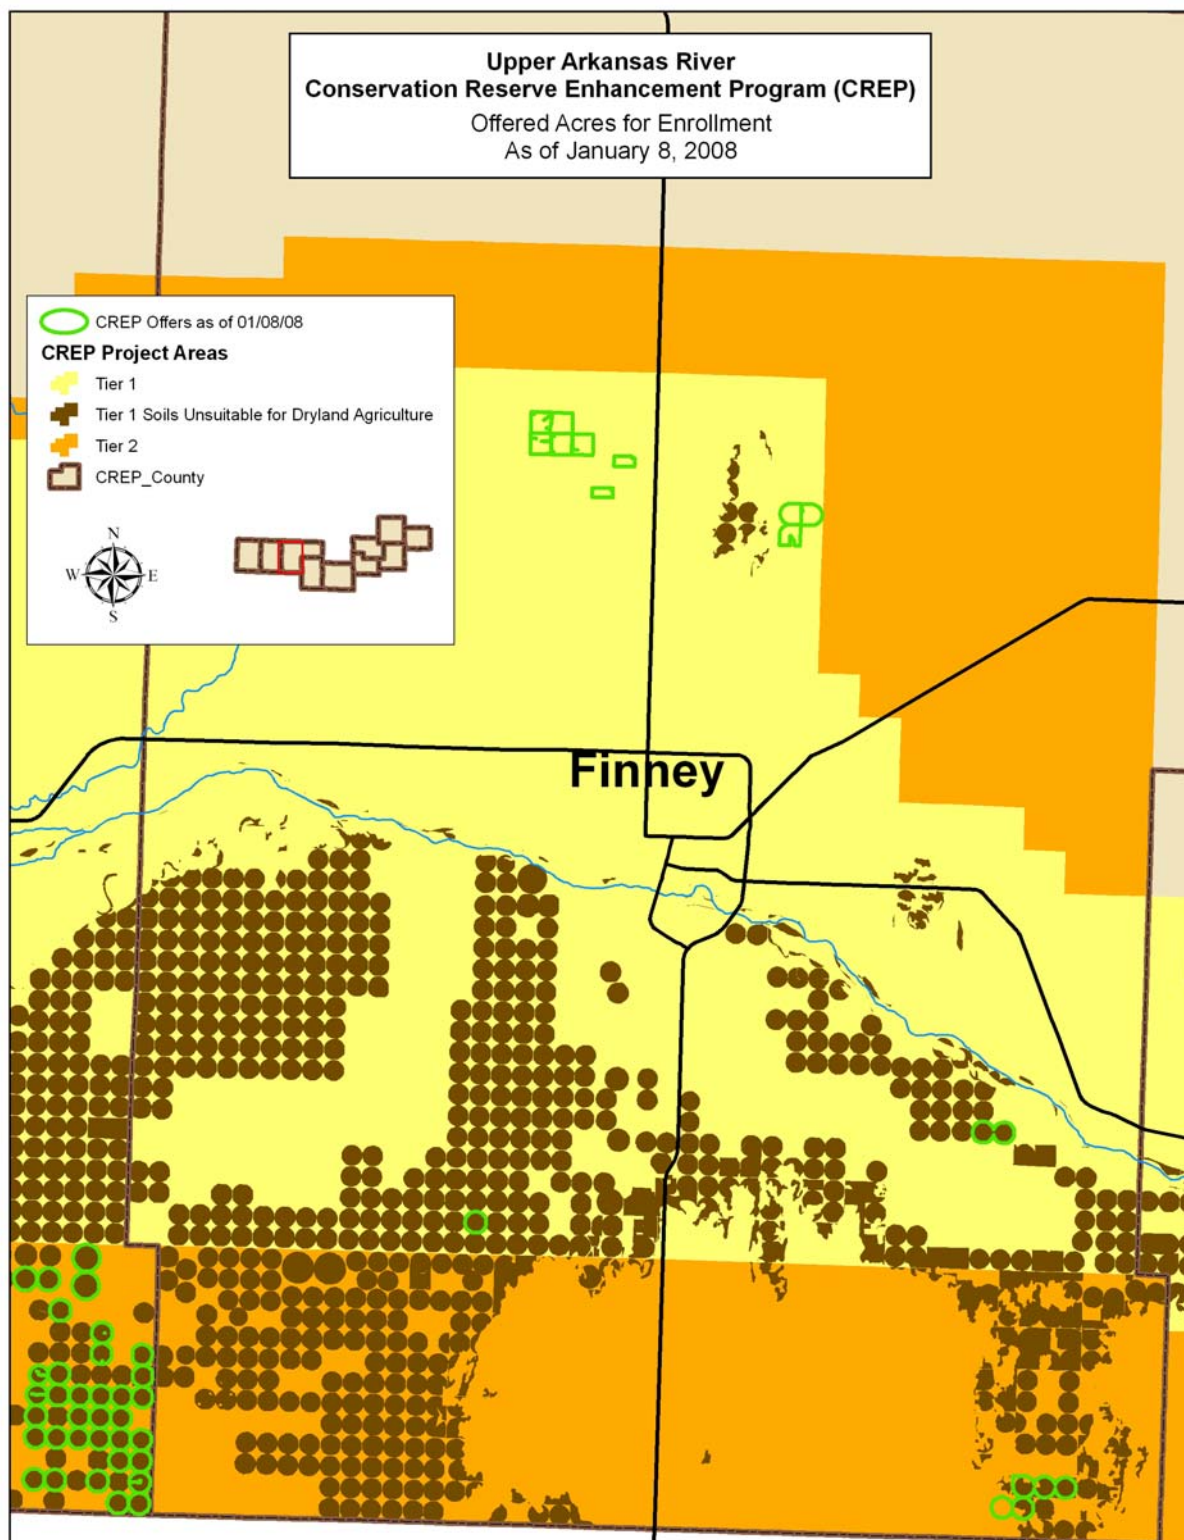 Upper Arkansas River
Conservation Reserve Enhancement Program (CREP)
Offered Acres for Enrollment
As of January 8, 2008
CREP Offers as of 01/08/08
CREP Project Areas
Tier 1
Tier 1 Soils Unsuitable for Dryland Agriculture
Tier 2
CREP_County
N
W E
S
Finney